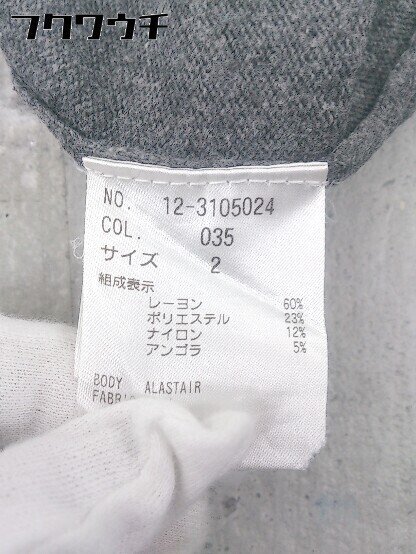 フクワウチ
NO. 12-3105024
COL. 035
サイズ 2
組成表示
レーヨン 60%
ポリエステル 23%
ナイロン 12%
アンゴラ 5%
BODY ALASTAIR